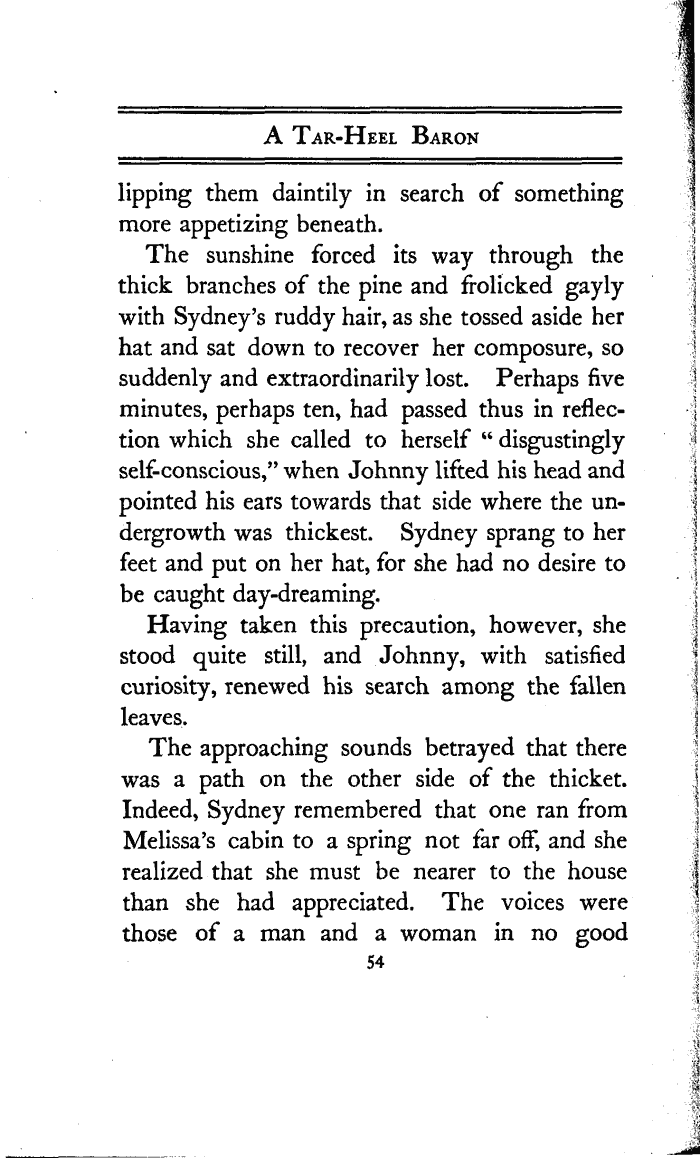 A Tar-Heel Baron
lipping them daintily in search of something
more appetizing beneath.
The sunshine forced its way through the
thick branches of the pine and frolicked gayly
with Sydney's ruddy hair, as she tossed aside her
hat and sat down to recover her composure, so
suddenly and extraordinarily lost. Perhaps five
minutes, perhaps ten, had passed thus in reflec-
tion which she called to herself “ disgustingly
self-conscious,” when Johnny lifted his head and
pointed his ears towards that side where the un-
dergrowth was thickest. Sydney sprang to her
feet and put on her hat, for she had no desire to
be caught day-dreaming.
Having taken this precaution, however, she
stood quite still, and Johnny, with satisfied
curiosity, renewed his search among the fallen
leaves.
The approaching sounds betrayed that there
was a path on the other side of the thicket.
Indeed, Sydney remembered that one ran from
Melissa's cabin to a spring not far off, and she
realized that she must be nearer to the house
than she had appreciated. The voices were
those of a man and a woman in no good
54